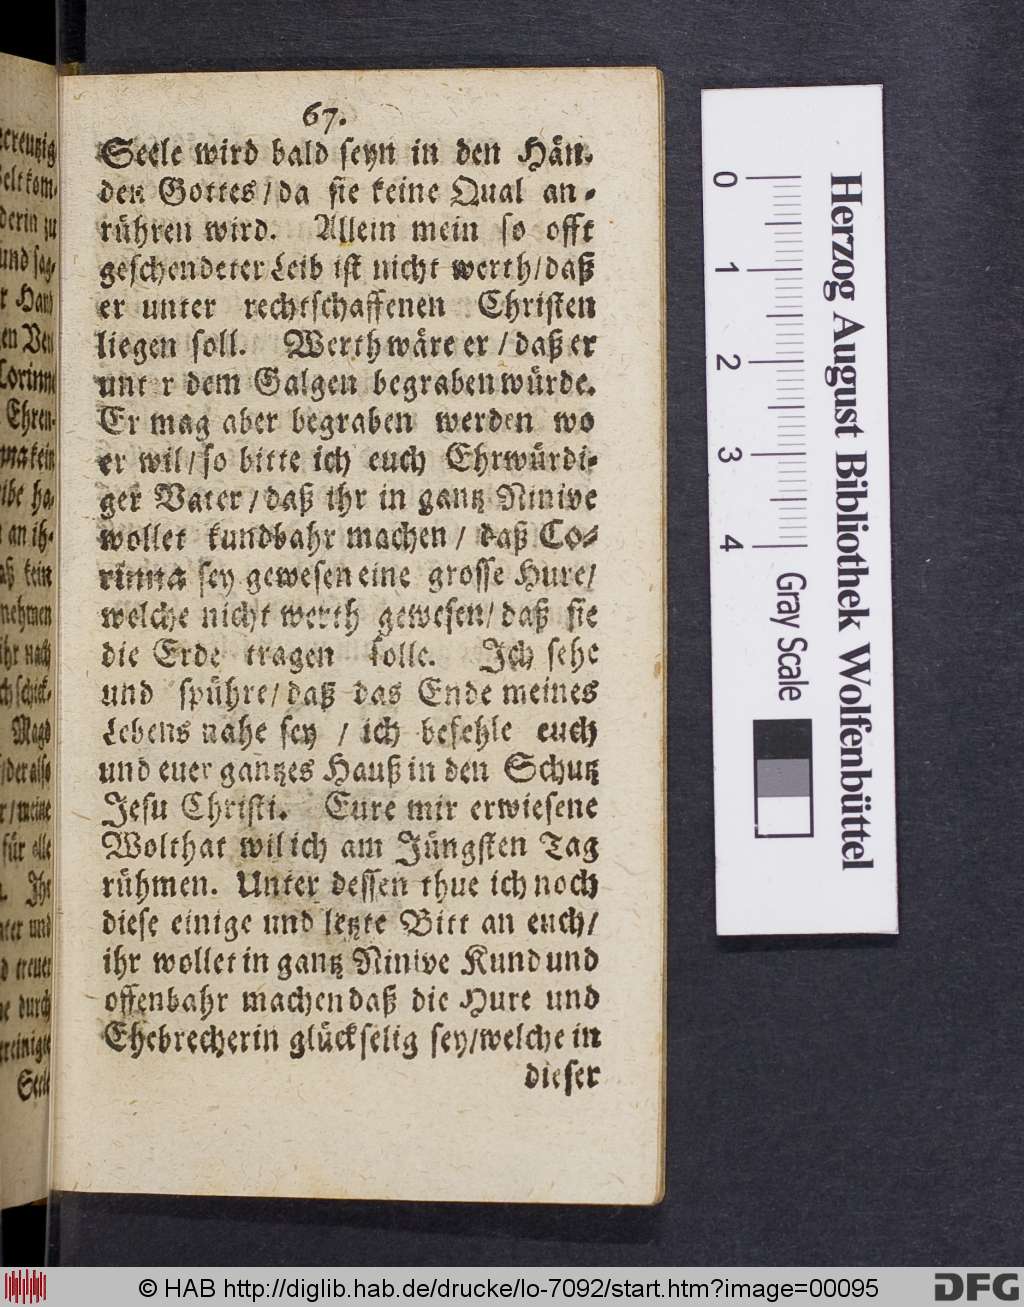 67.
Seele wird bald seyn in den Hän-
den Gottes / da sie keine Qual an-
rühren wird. Allein mein so offt
geschendeter Leib ist nicht werth / daß
er unter rechtschaffenen Christen
liegen soll. Werth wäre er / daß er
unt r dem Galgen begraben würde.
Er mag aber begraben werden wo
er wil / so bitte ich euch Ehrwürdi-
ger Vater / daß ihr in gantz Ninive
wollet kundbahr machen / daß Co-
rinna sey gewesen eine grosse Hure /
welche nicht werth gewesen / daß sie
die Erde tragen solle. Ich sehe
und spühre / daß das Ende meines
Lebens nahe sey / ich befehle euch
und euer gantzes Hauß in den Schutz
Jesu Christi. Eure mir erwiesene
Wolthat wil ich am Jüngsten Tag
rühmen. Unter dessen thue ich noch
diese einige und letzte Bitt an euch /
ihr wollet in gantz Ninive Kund und
offenbahr machen daß die Hure und
Ehebrecherin glückselig sey / welche in
dieser
0 1 2 3 4 Gray Scale
Herzog August Bibliothek Wolfenbüttel
© HAB http://diglib.hab.de/drucke/lo-7092/start.htm?image=00095
DFG